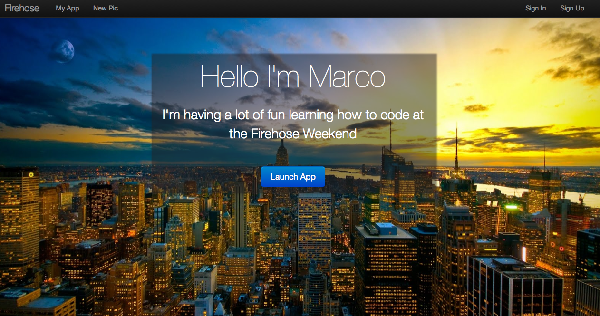 Firehose My App New Pic Sign In Sign Up
Hello I'm Marco
I'm having a lot of fun learning how to code at
the Firehose Weekend
Launch App